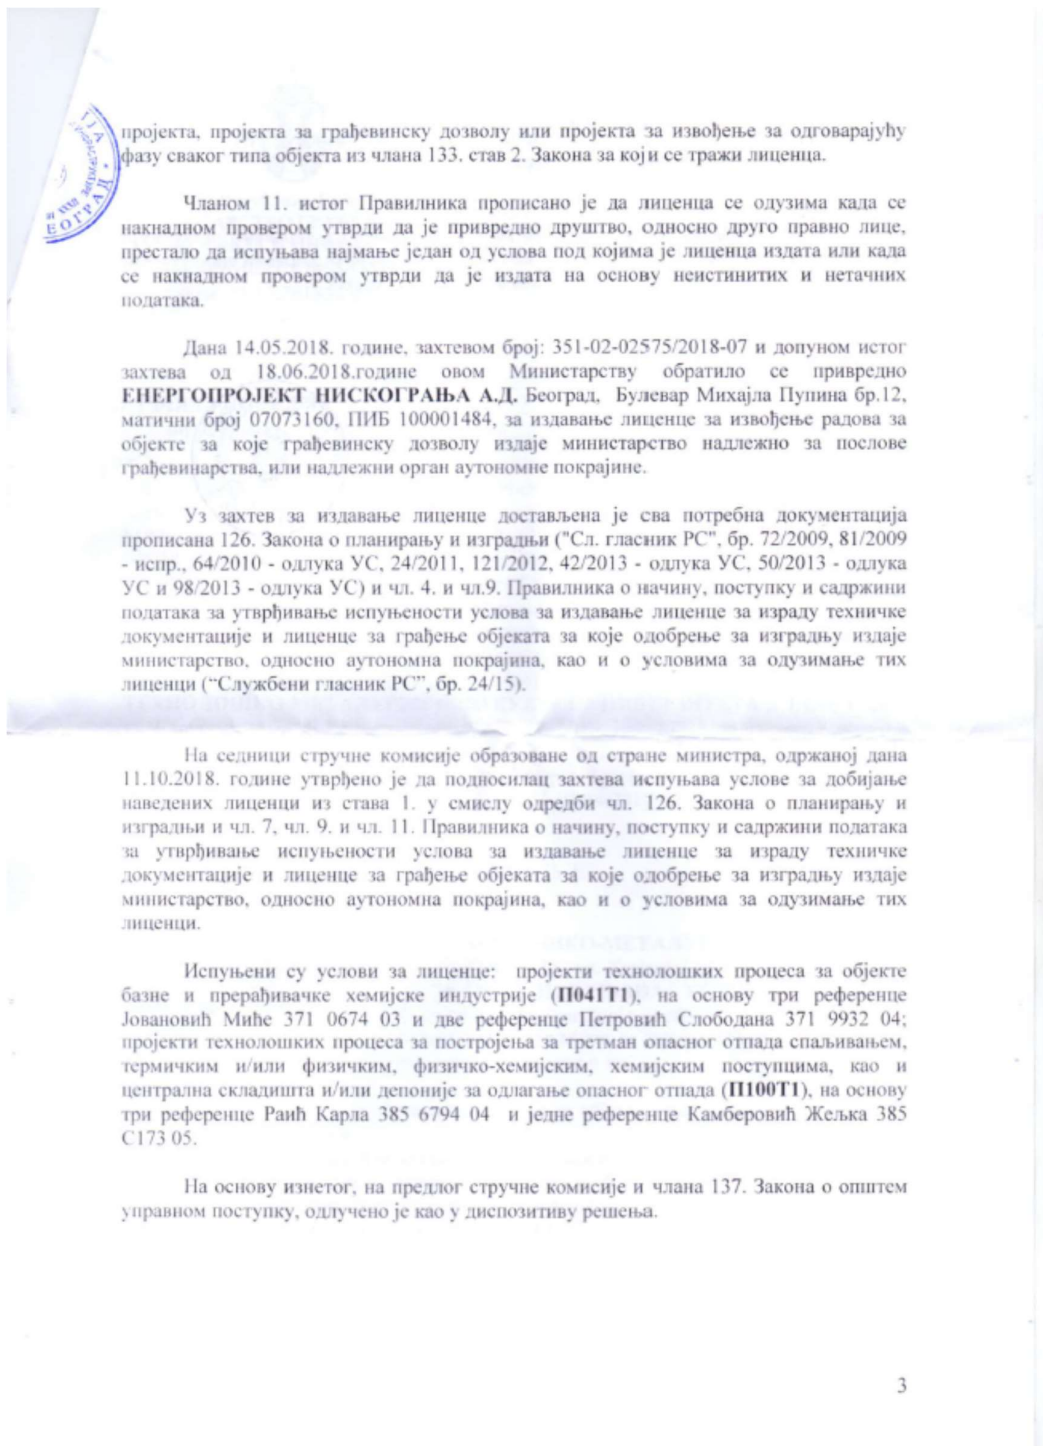 пројекта, пројекта за грађевинску дозволу или пројекта за извођење за одговарајућу
фазу сваког типа објекта из члана 133. став 2. Закона за који се тражи лиценца.
Чланом 11. истог Правилника прописано је да лиценца се одузима када се
накнадном провером утврди да је привредно друштво, односно друго правно лице,
престало да испуњава најмање један од услова под којима је лиценца издата или када
се накнадном провером утврди да је издата на основу неистинитих и нетачних
података.
Дана 14.05.2018. године, захтевом број: 351-02-02575/2018-07 и допуном истог
захтева од 18.06.2018.године овом Министарству обратило се привредно
ЕНЕРГОПРОЈЕКТ НИСКОГРАЊА А.Д. Београд, Булевар Михајла Пупина бр.12,
матични број 07073160, ПИБ 100001484, за издавање лиценце за извођење радова за
објекте за које грађевинску дозволу издаје министарство надлежно за послове
грађевинарства, или надлежни орган аутономне покрајине.
Уз захтев за издавање лиценце достављена је сва потребна документација
прописана 126. Закона о планирању и изградњи ("Сл. гласник РС", бр. 72/2009, 81/2009
- испр., 64/2010 - одлука УС, 24/2011, 121/2012, 42/2013 - одлука УС, 50/2013 - одлука
УС и 98/2013 - одлука УС) и чл. 4. и чл.9. Правилника о начину, поступку и садржини
података за утврђивање испуњености услова за издавање лиценце за израду техничке
документације и лиценце за грађење објеката за које одобрење за изградњу издаје
министарство, односно аутономна покрајина, као и о условима за одузимање тих
лиценци (“Службени гласник РС”, бр. 24/15).
На седници стручне комисије образоване од стране министра, одржаној дана
11.10.2018. године утврђено је да подносилац захтева испуњава услове за добијање
наведених лиценци из става 1. у смислу одредби чл. 126. Закона о планирању и
изградњи и чл. 7, чл. 9. и чл. 11. Правилника о начину, поступку и садржини података
за утврђивање испуњености услова за издавање лиценце за израду техничке
документације и лиценце за грађење објеката за које одобрење за изградњу издаје
министарство, односно аутономна покрајина, као и о условима за одузимање тих
лиценци.
Испуњени су услови за лиценце: пројекти технолошких процеса за објекте
базне и прерађивачке хемијске индустрије (П041Т1), на основу три референце
Јовановић Миће 371 0674 03 и две референце Петровић Слободана 371 9932 04;
пројекти технолошких процеса за постројења за третман опасног отпада спаљивањем,
термичким и/или физичким, физичко-хемијским, хемијским поступцима, као и
централна складишта и/или депоније за одлагање опасног отпада (П100Т1), на основу
три референце Раић Карла 385 6794 04 и једне референце Камберовић Жељка 385
С173 05.
На основу изнетог, на предлог стручне комисије и члана 137. Закона о општем
управном поступку, одлучено је као у диспозитиву решења.
3